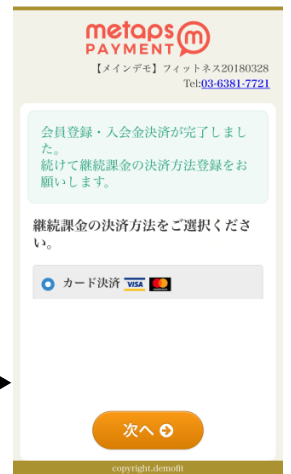 metaps
PAYMENT
【メインデモ】フィットネス20180328
Tel:03-6381-7721
会員登録・入会金決済が完了しまし
た。
続けて継続課金の決済方法登録をお
願いします。
継続課金の決済方法をご選択くださ
い。
カード決済 VISA
次へ
copyright.demofit